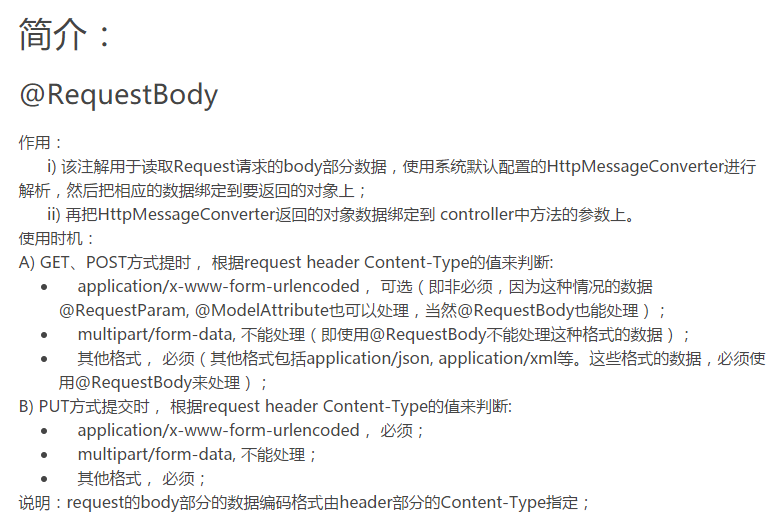 简介：
@RequestBody
作用：
i) 该注解用于读取Request请求的body部分数据，使用系统默认配置的HttpMessageConverter进行
解析，然后把相应的数据绑定到要返回的对象上；
ii) 再把HttpMessageConverter返回的对象数据绑定到 controller中方法的参数上。
使用时机：
A) GET、POST方式提时， 根据request header Content-Type的值来判断:
• application/x-www-form-urlencoded， 可选（即非必须，因为这种情况的数据
@RequestParam, @ModelAttribute也可以处理，当然@RequestBody也能处理）；
• multipart/form-data, 不能处理（即使用@RequestBody不能处理这种格式的数据）；
• 其他格式， 必须（其他格式包括application/json, application/xml等。这些格式的数据，必须使
用@RequestBody来处理）；
B) PUT方式提交时， 根据request header Content-Type的值来判断:
• application/x-www-form-urlencoded， 必须；
• multipart/form-data, 不能处理；
• 其他格式， 必须；
说明：request的body部分的数据编码格式由header部分的Content-Type指定；